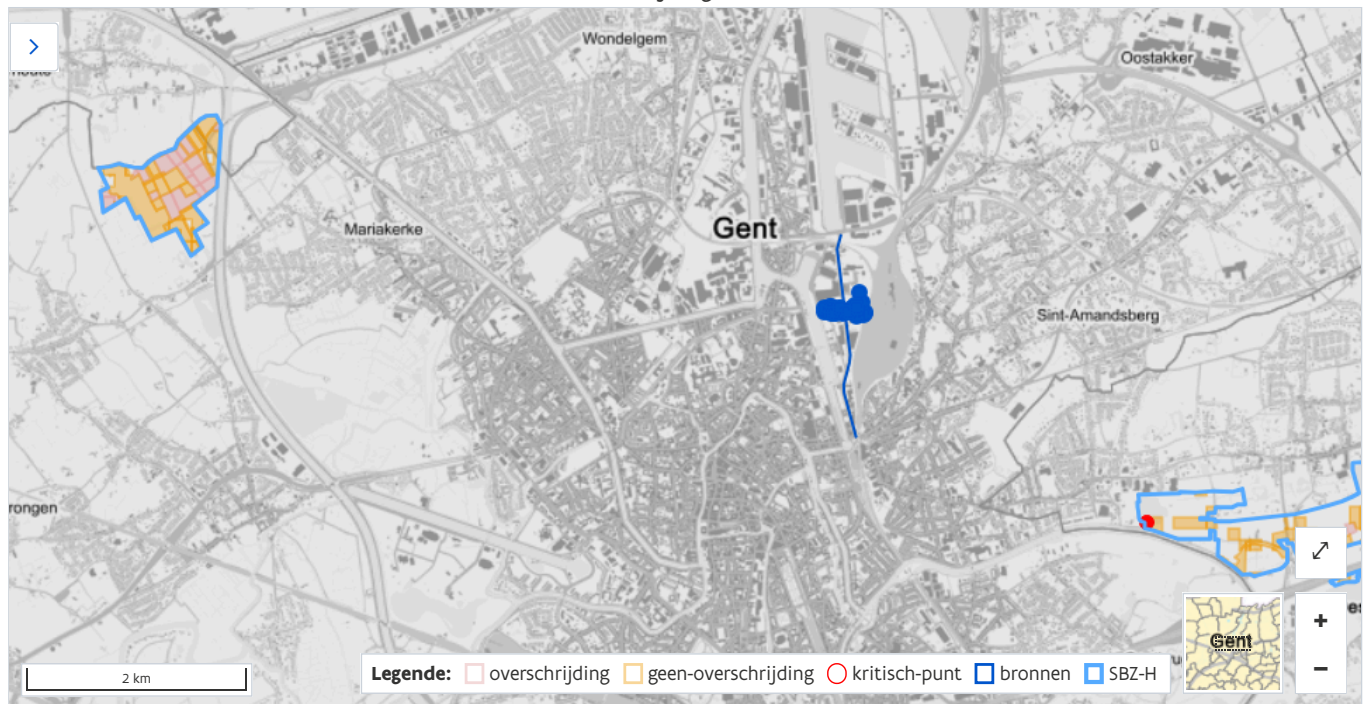 Wondelgem
Oostakker
Gent
Mariakerke
Sint-Amandsberg
rongen
2 km
Legende: overschrijding geen-overschrijding kritisch-punt bronnen SBZ-H
Gent
+
−